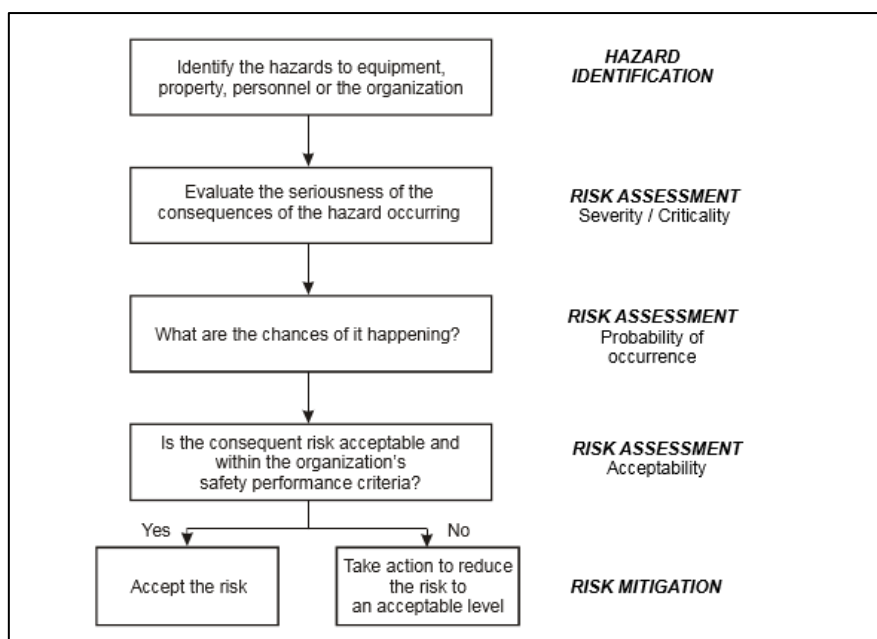 Identify the hazards to equipment,
property, personnel or the organization
HAZARD
IDENTIFICATION
Evaluate the seriousness of the
consequences of the hazard occurring
RISK ASSESSMENT
Severity / Criticality
What are the chances of it happening?
RISK ASSESSMENT
Probability of
occurrence
Is the consequent risk acceptable and
within the organization's
safety performance criteria?
RISK ASSESSMENT
Acceptability
Yes
No
Accept the risk
Take action to reduce
the risk to
an acceptable level
RISK MITIGATION